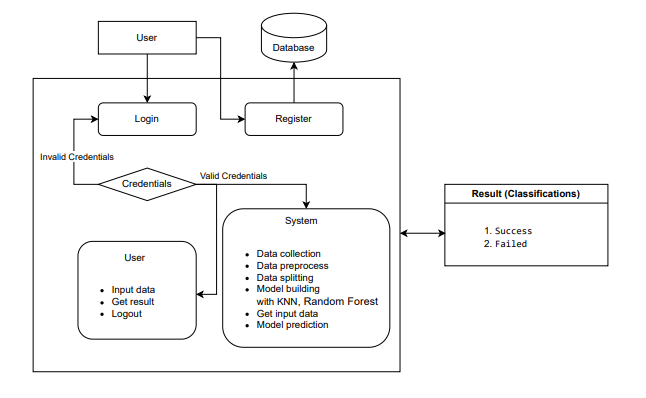 User
Database
Login
Register
Invalid Credentials
Credentials
Valid Credentials
Result (Classifications)
1. Success
2. Failed
System
• Data collection
• Data preprocess
• Data splitting
• Model building
with KNN, Random Forest
• Get input data
• Model prediction
User
• Input data
• Get result
• Logout